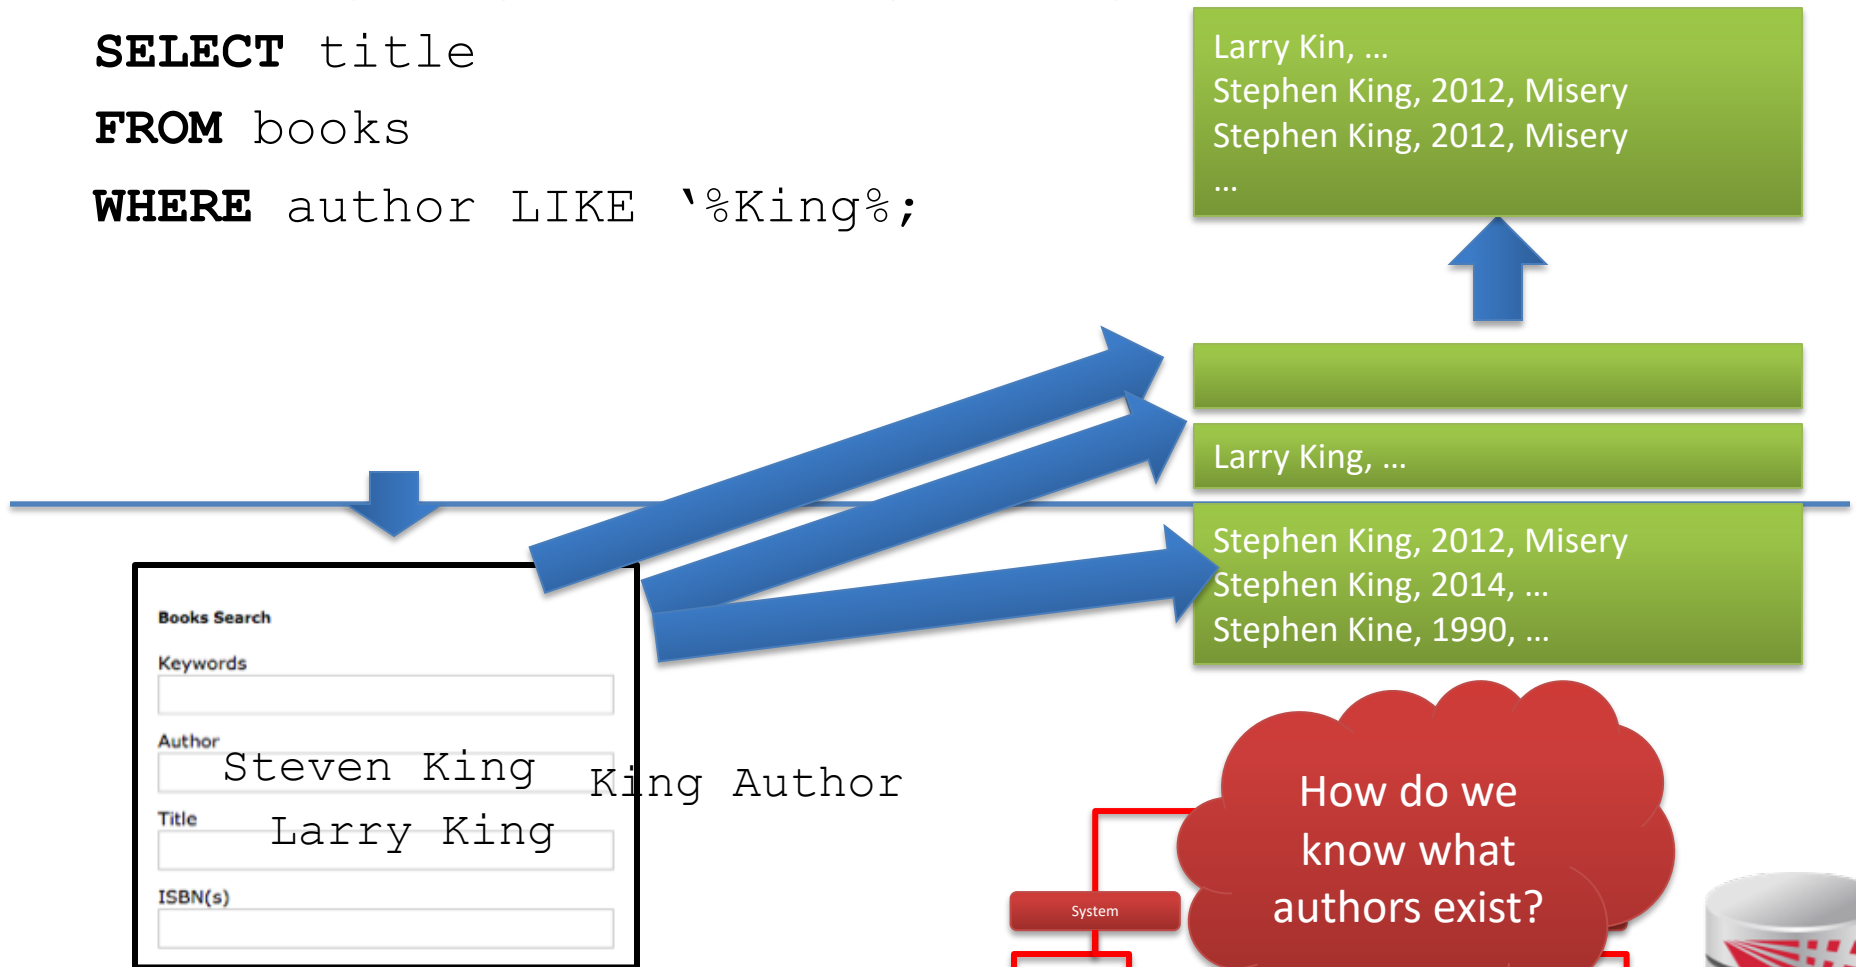 SELECT title
FROM books
WHERE author LIKE ‘%King%;
Larry Kin, …
Stephen King, 2012, Misery
Stephen King, 2012, Misery
…
Larry King, …
Stephen King, 2012, Misery
Stephen King, 2014, …
Stephen Kine, 1990, …
Books Search
Keywords
Author
Steven King
King Author
Title
Larry King
ISBN(s)
How do we
know what
authors exist?
System